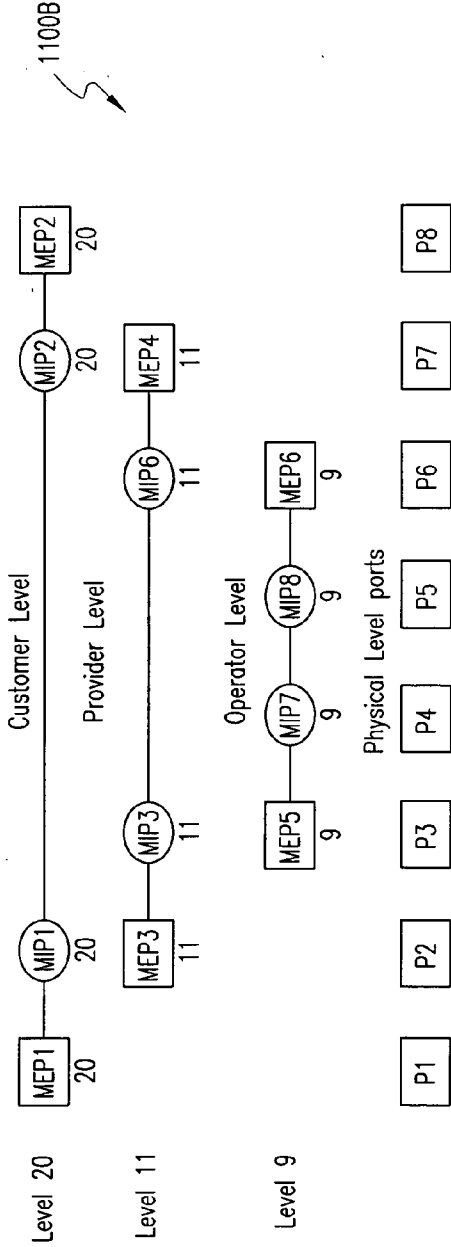 1100B
Customer Level
Level 20
MEP1 MIP1 MIP2 MEP2
20 20 20 20
Provider Level
Level 11
MEP3 MIP3 MIP6 MEP4
11 11 11 11
Operator Level
Level 9
MEP5 MIP7 MIP8 MEP6
9 9 9 9
Physical Level ports
P1 P2 P3 P4 P5 P6 P7 P8